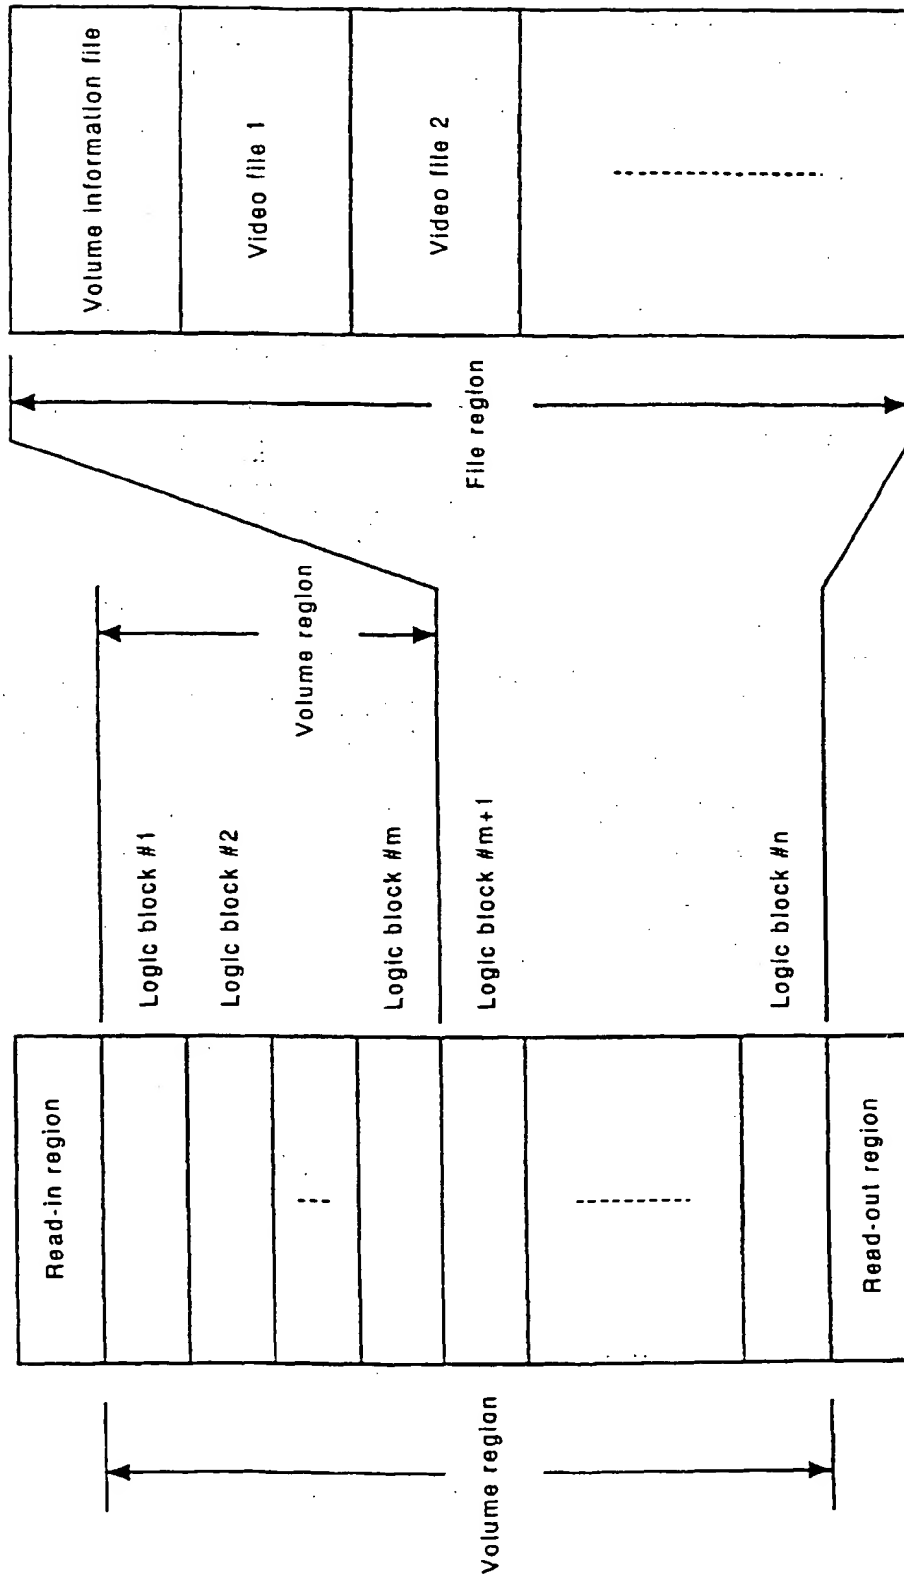 Volume region
Read-in region
Read-out region
Logic block #1
Logic block #2
Logic block #m
Logic block #m+1
Logic block #n
Volume region
File region
Volume information file
Video file 1
Video file 2